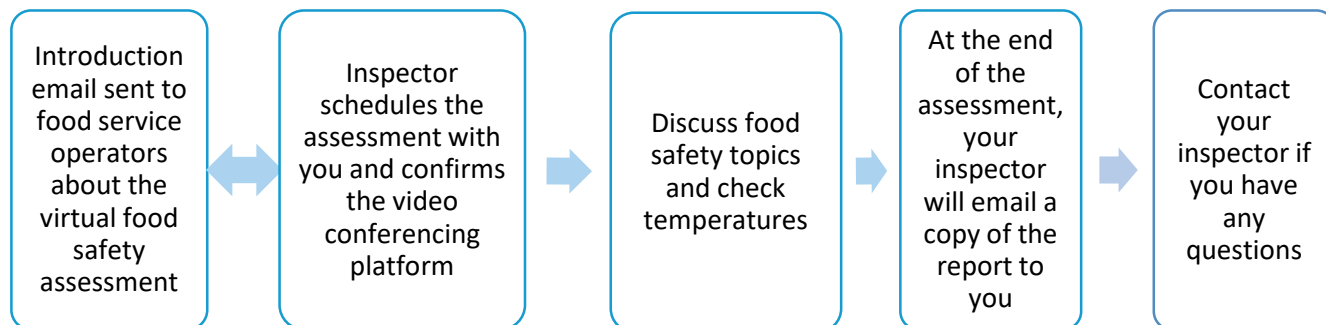 Introduction
email sent to
food service
operators
about the
virtual food
safety
assessment
Inspector
schedules the
assessment with
you and confirms
the video
conferencing
platform
Discuss food
safety topics
and check
temperatures
At the end
of the
assessment,
your
inspector
will email a
copy of the
report to
you
Contact
your
inspector if
you have
any
questions